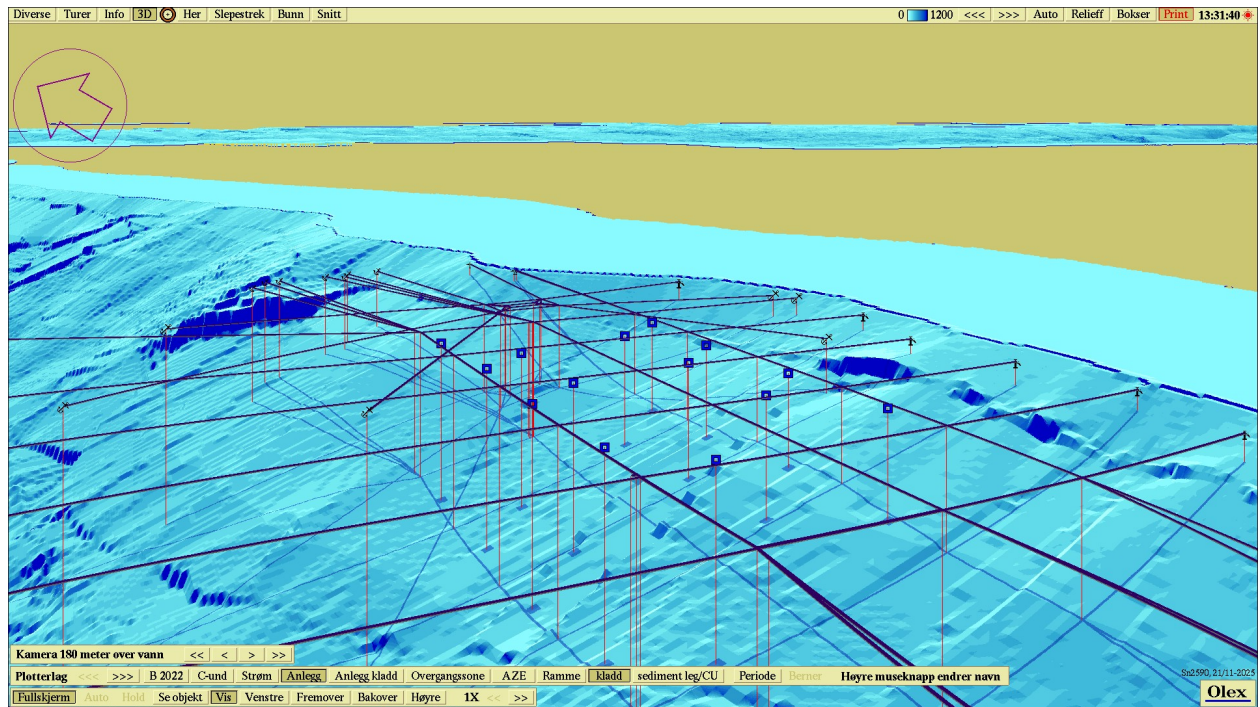 Diverse Turer Info 3D Her Slepestrek Bunn Snitt 0 1200 <<< >>> Auto Relieff Bokser Print 13:31:40
Kamera 180 meter over vann << < > >>
Plotterlag <<< >>> B 2022 C-und Strøm Anlegg Anlegg kladd Overgangssone AZE Ramme kladd sediment leg/CU Periode Berner Høyre museknapp endrer navn Sn2590, 21/11-2025
Fullskjerm Auto Hold Se objekt Vis Venstre Fremover Bakover Høyre 1X << >> Olex